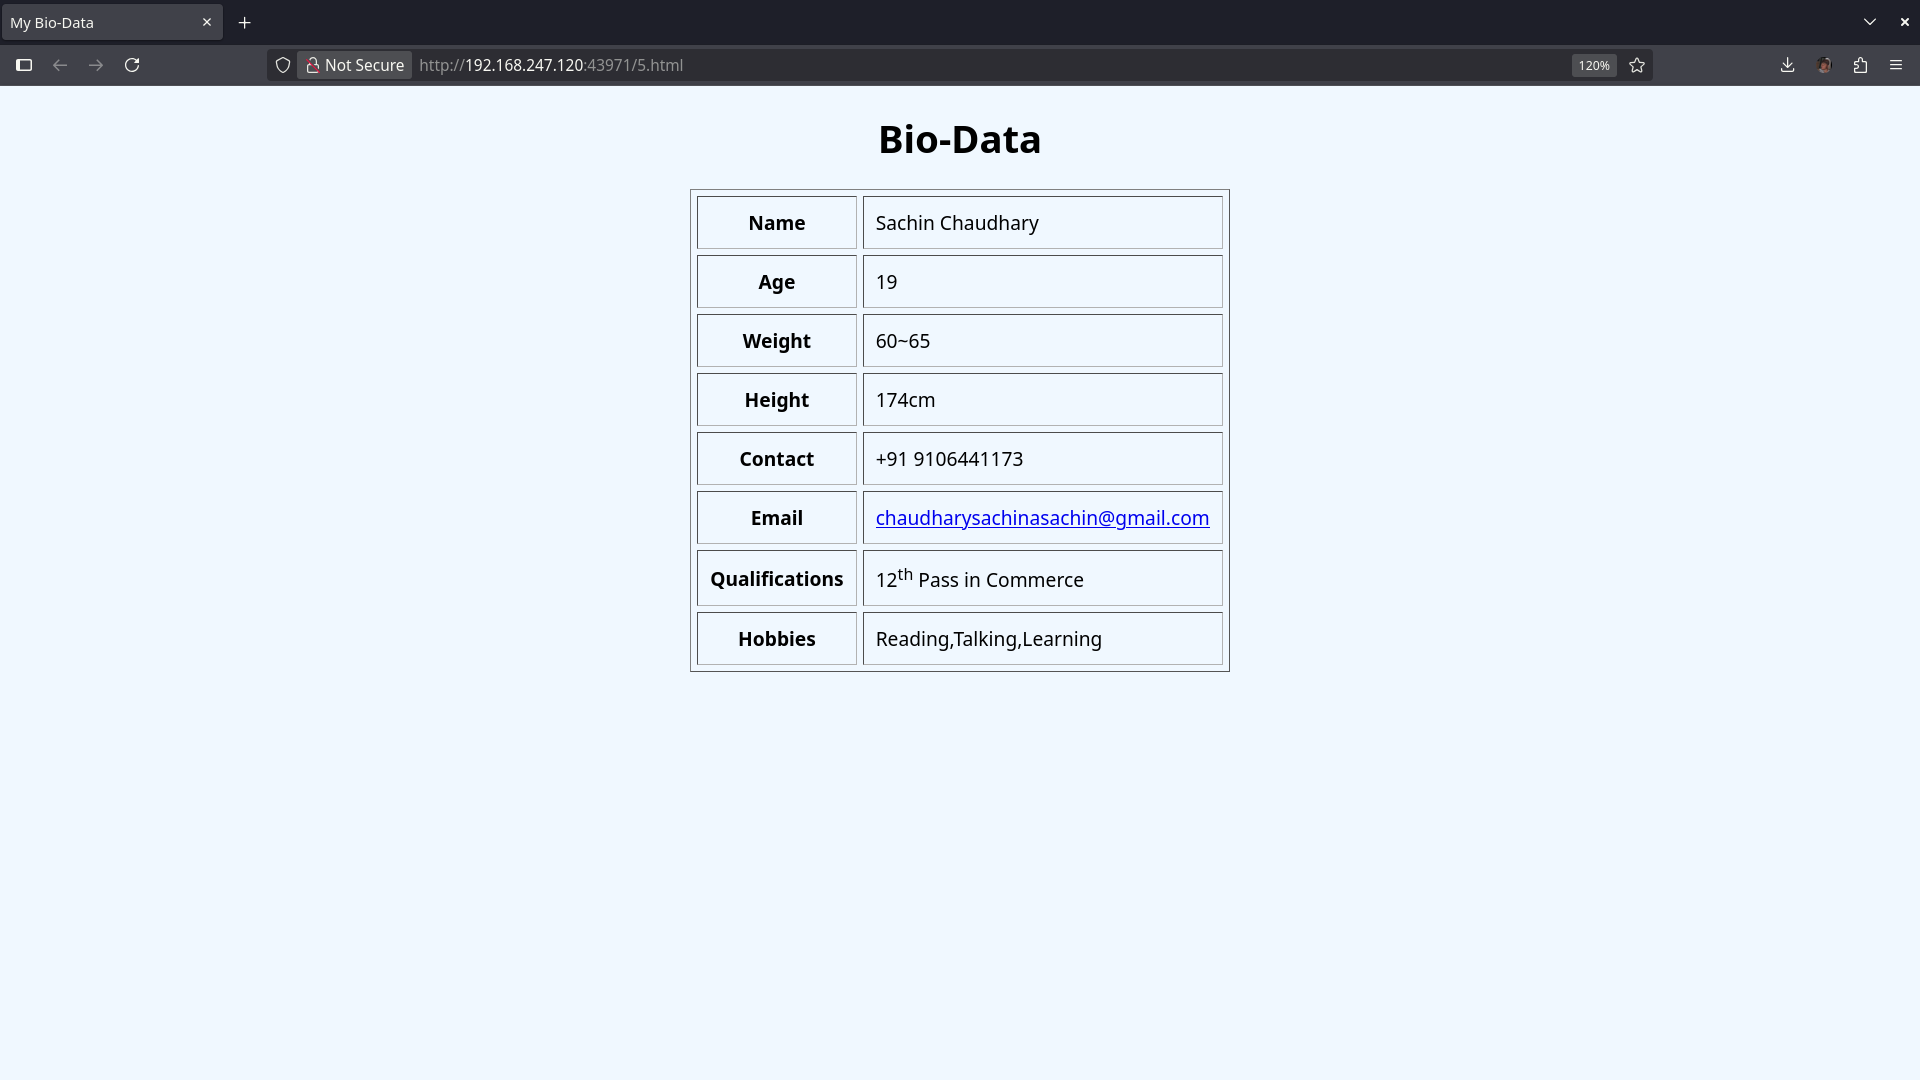 My Bio-Data
Not Secure http://192.168.247.120:43971/5.html 120%
Bio-Data
Name Sachin Chaudhary
Age 19
Weight 60~65
Height 174cm
Contact +91 9106441173
Email chaudharysachinasachin@gmail.com
Qualifications 12th Pass in Commerce
Hobbies Reading,Talking,Learning